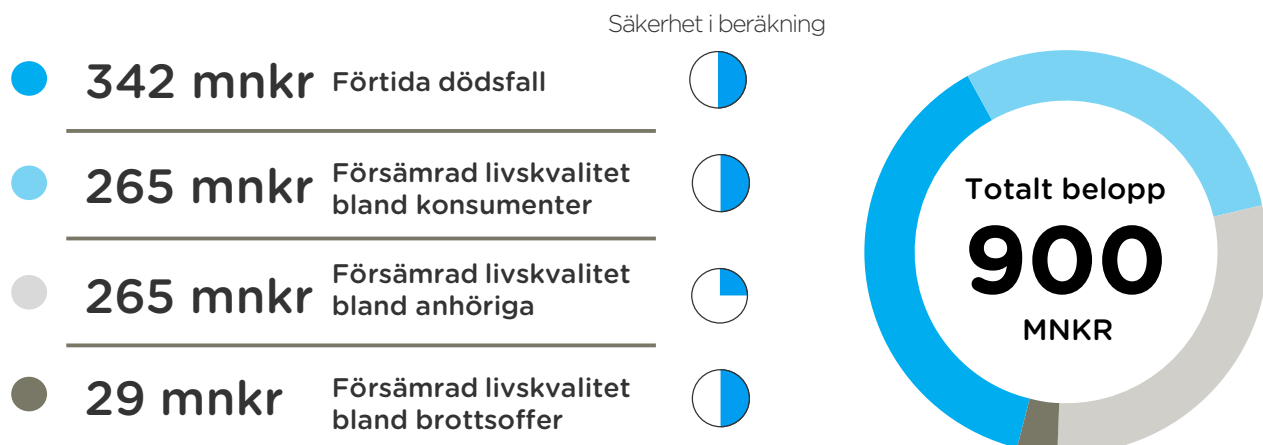 Säkerhet i beräkning
342 mnkr Förtida dödsfall
265 mnkr Försämrad livskvalitet
bland konsumenter
265 mnkr Försämrad livskvalitet
bland anhöriga
29 mnkr Försämrad livskvalitet
bland brottsoffer
Totalt belopp
900
MNKR